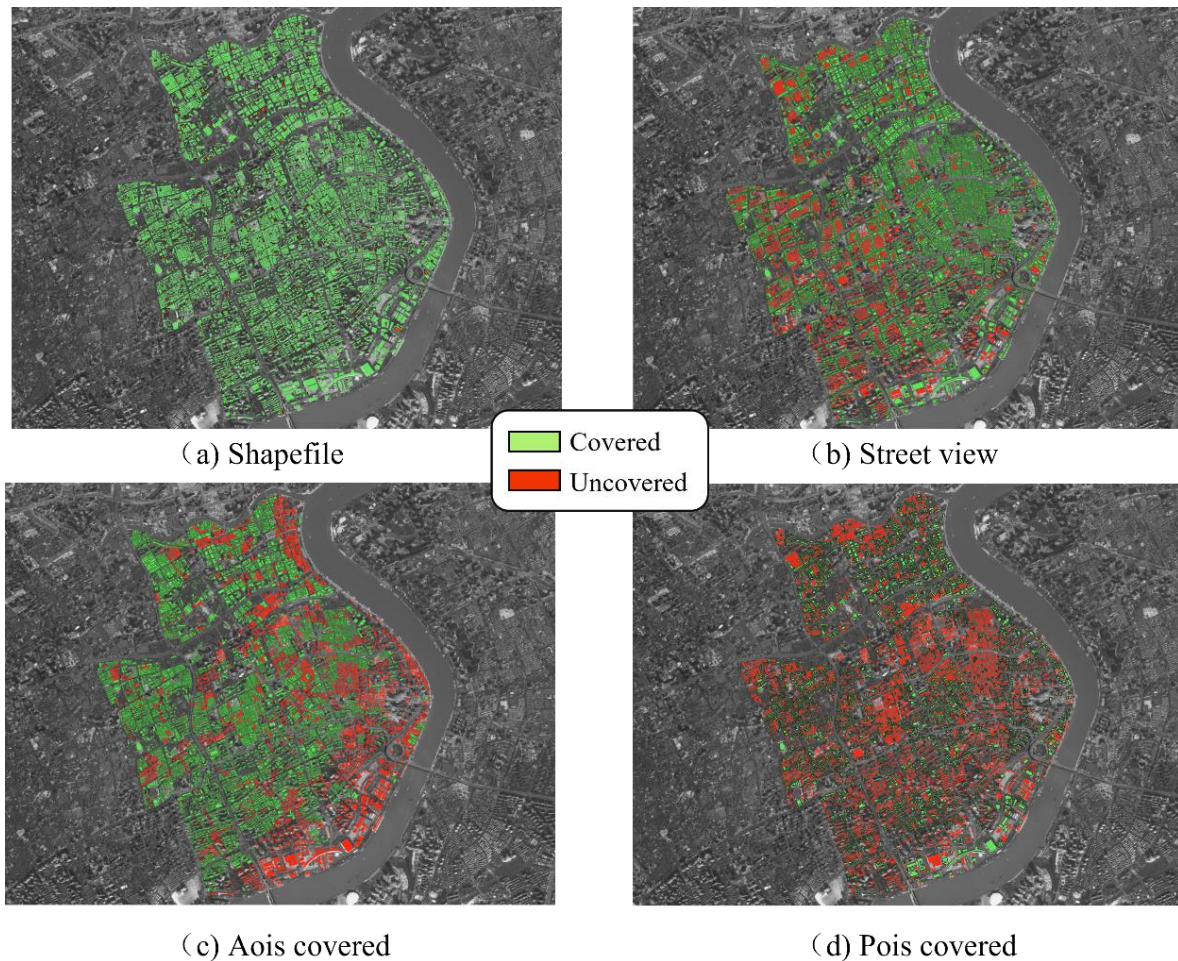 （a) Shapefile
（b) Street view
Covered
Uncovered
（c) Aois covered
（d) Pois covered